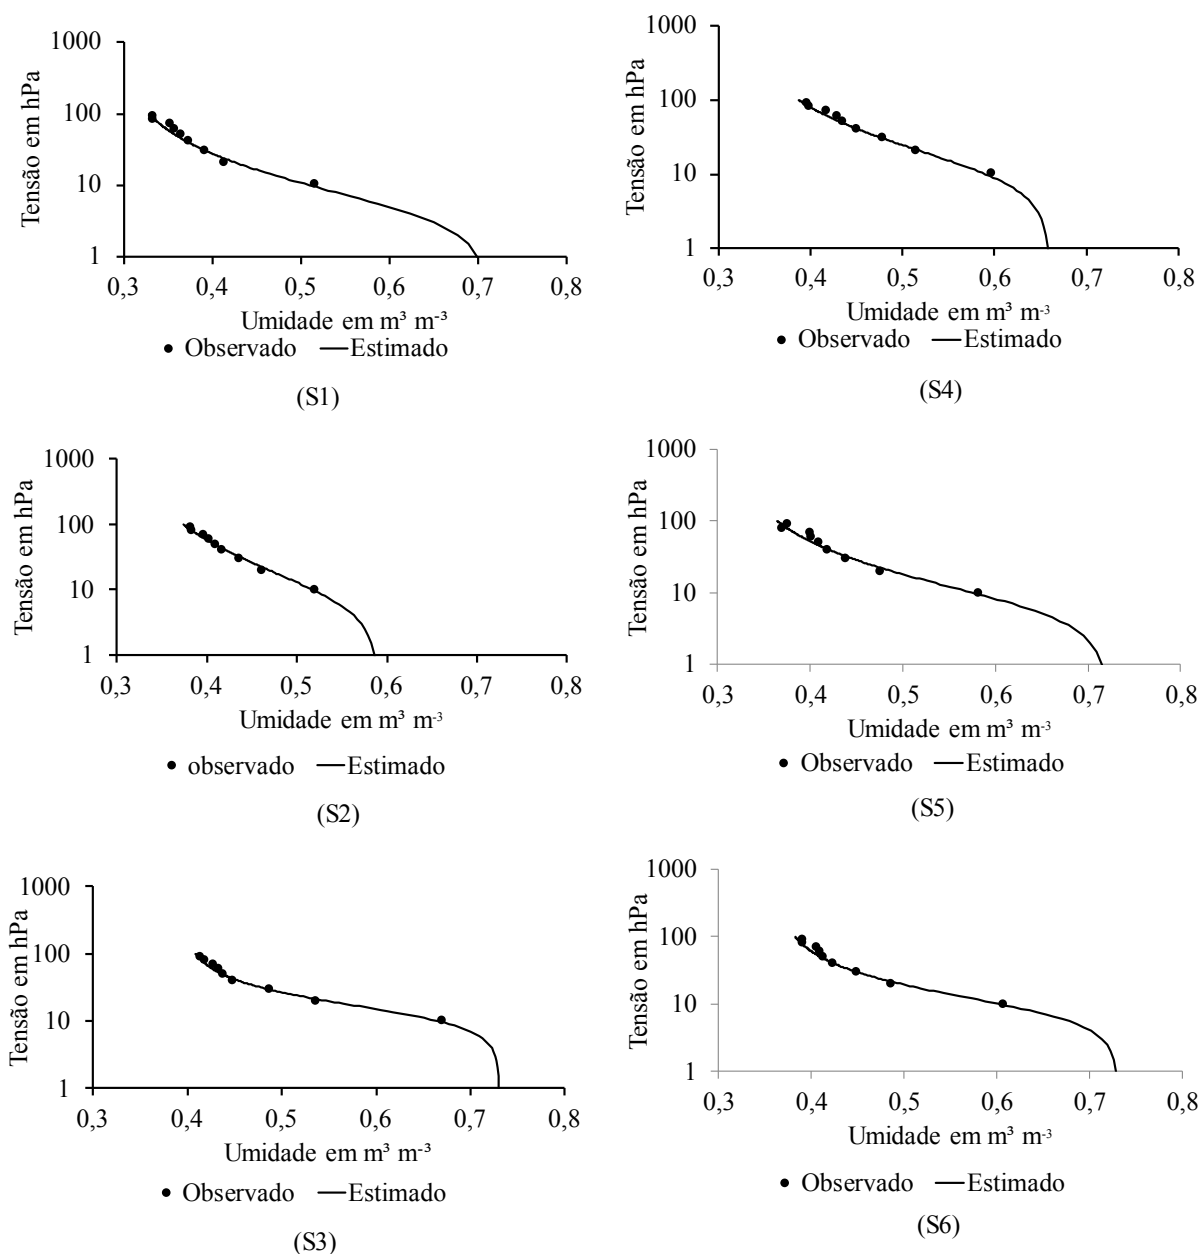 1000
100
10
1
Tensão em hPa
0,3 0,4 0,5 0,6 0,7 0,8
Umidade em m³ m⁻³
● Observado —Estimado
(S1)
1000
100
10
1
Tensão em hPa
0,3 0,4 0,5 0,6 0,7 0,8
Umidade em m³ m⁻³
● Observado —Estimado
(S4)
1000
100
10
1
Tensão em hPa
0,3 0,4 0,5 0,6 0,7 0,8
Umidade em m³ m⁻³
● observado —Estimado
(S2)
1000
100
10
1
Tensão em hPa
0,3 0,4 0,5 0,6 0,7 0,8
Umidade em m³ m⁻³
● Observado —Estimado
(S5)
1000
100
10
1
Tensão em hPa
0,3 0,4 0,5 0,6 0,7 0,8
Umidade em m³ m⁻³
● Observado —Estimado
(S3)
1000
100
10
1
Tensão em hPa
0,3 0,4 0,5 0,6 0,7 0,8
Umidade em m³ m⁻³
● Observado —Estimado
(S6)